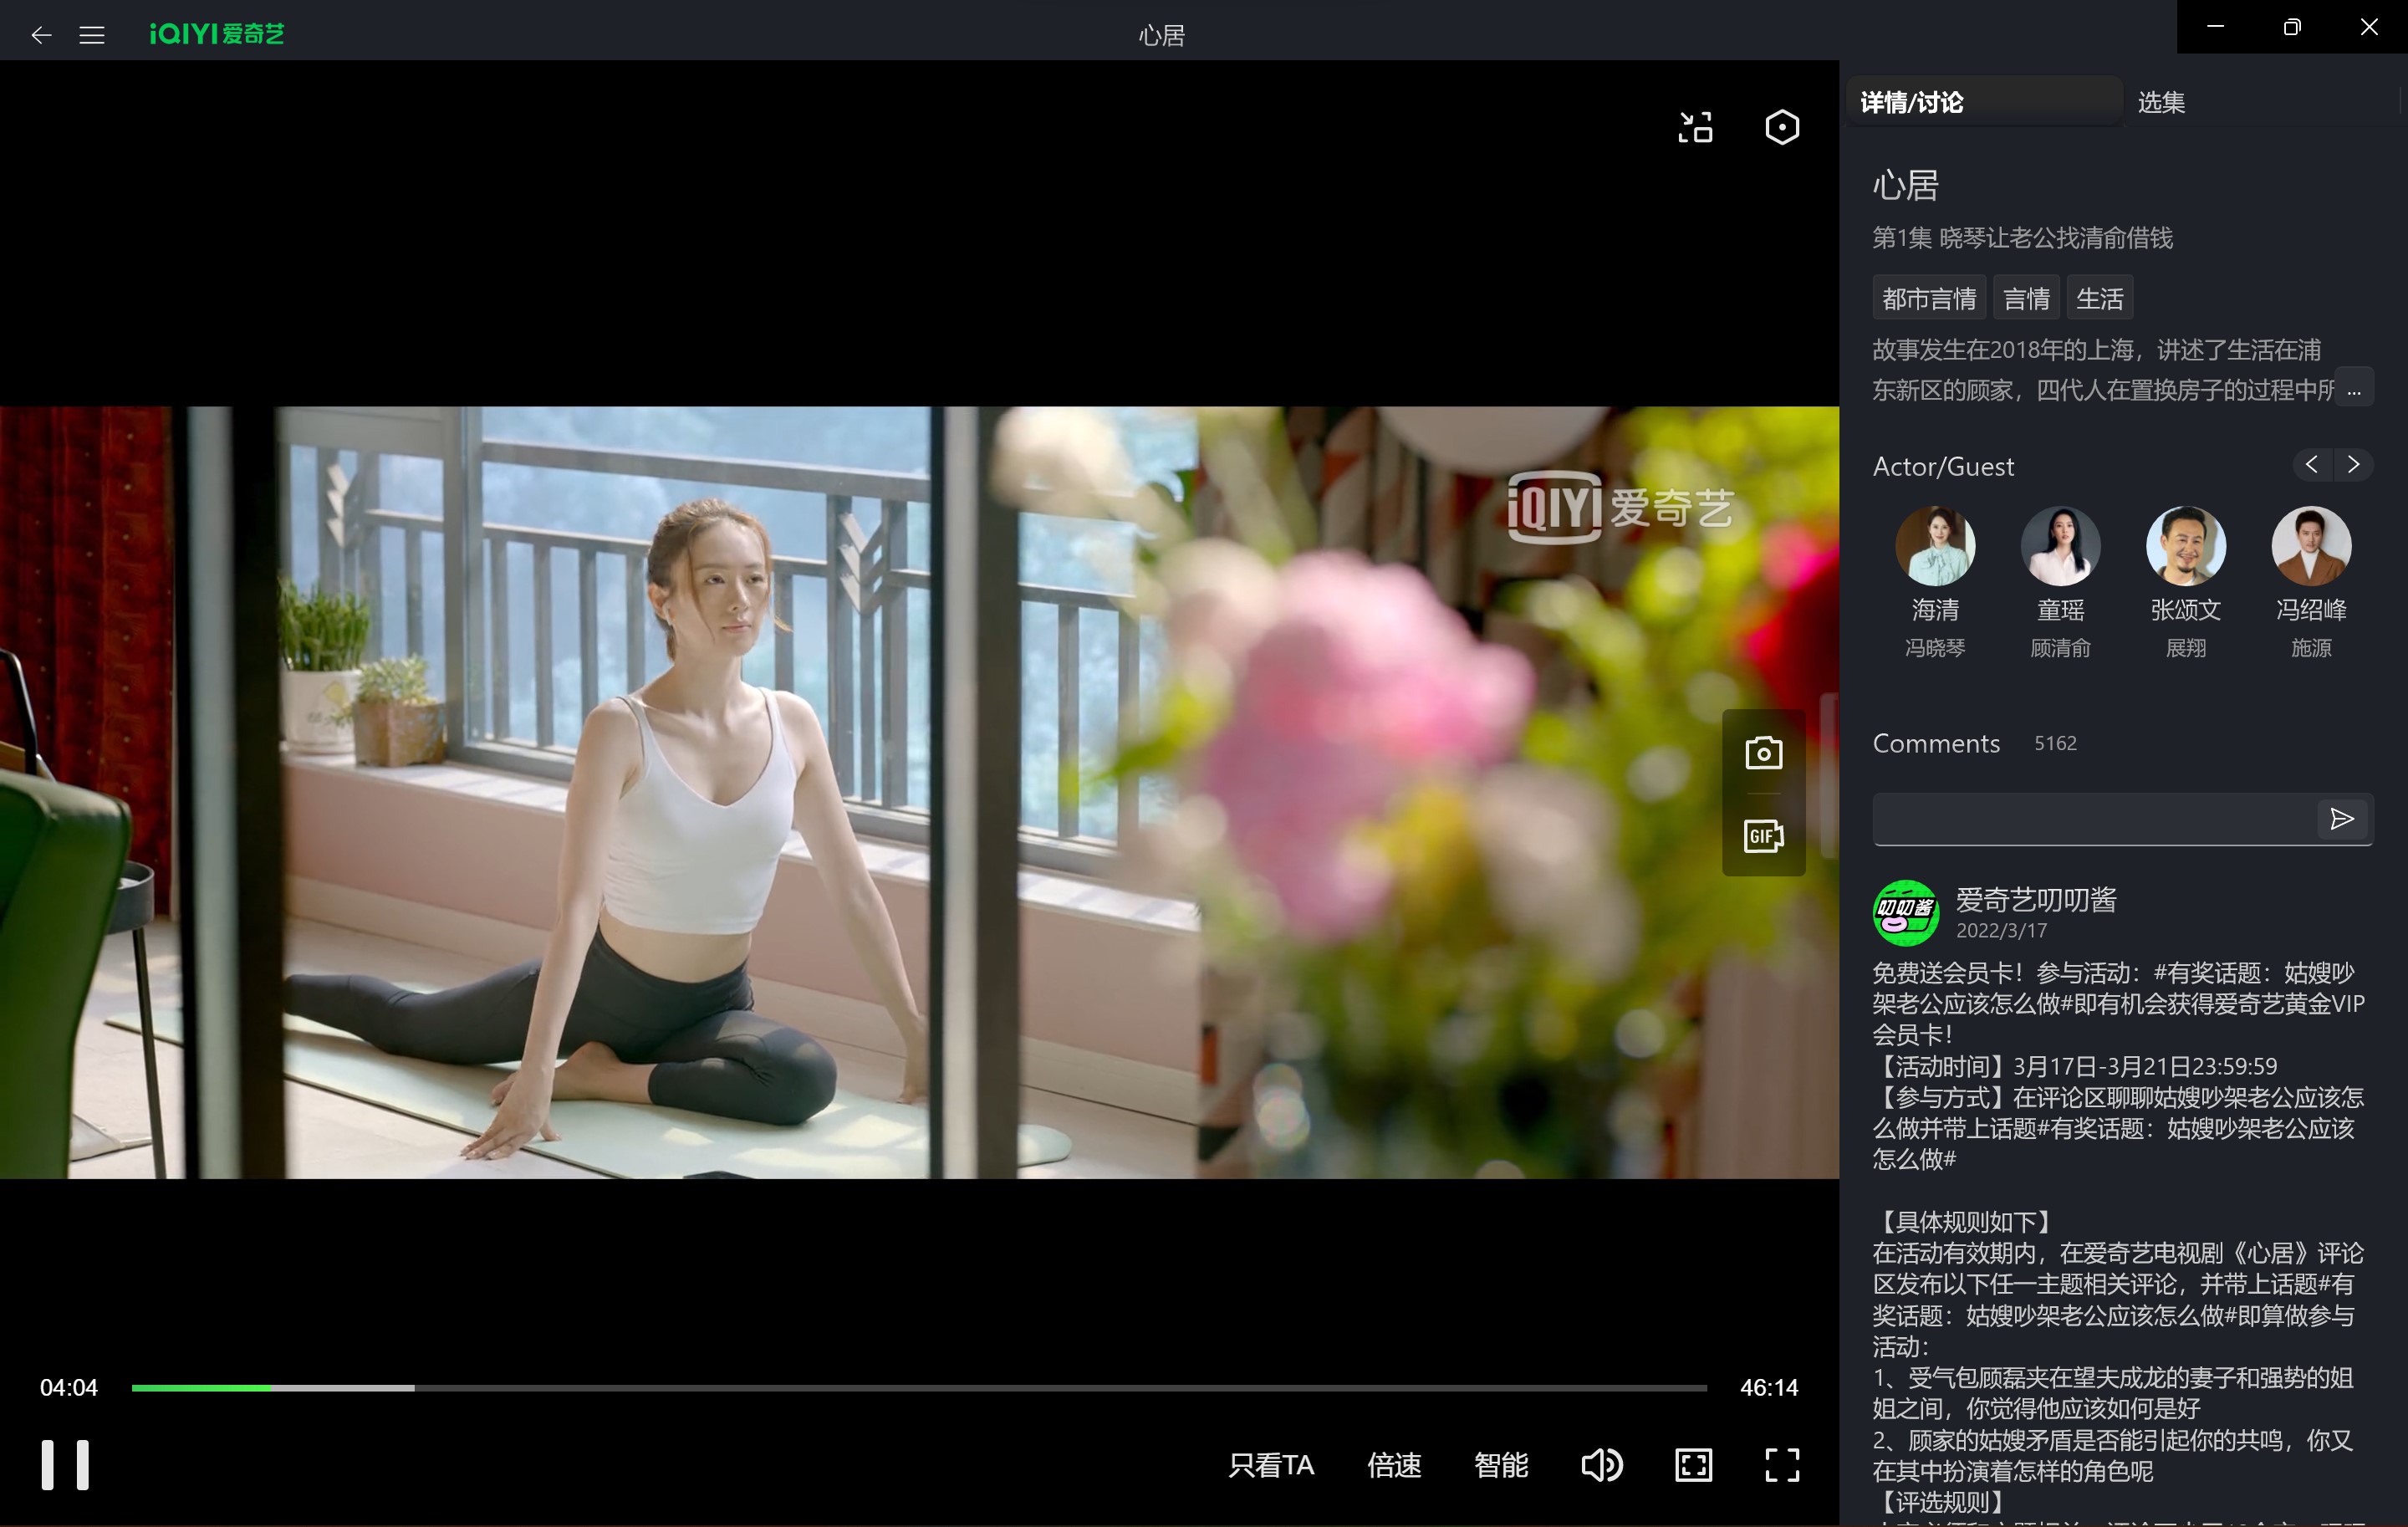 iQIYI 爱奇艺
心居
iQIYI 爱奇艺
GIF
04:04
46:14
只看TA
倍速
智能
详情/讨论
选集
心居
第1集 晓琴让老公找清俞借钱
都市言情 言情 生活
故事发生在2018年的上海，讲述了生活在浦
东新区的顾家，四代人在置换房子的过程中所 ...
Actor/Guest
海清 童瑶 张颂文 冯绍峰
冯晓琴 顾清俞 展翔 施源
Comments 5162
叨叨酱
爱奇艺叨叨酱
2022/3/17
免费送会员卡！参与活动：#有奖话题：姑嫂吵
架老公应该怎么做#即有机会获得爱奇艺黄金VIP
会员卡！
【活动时间】3月17日-3月21日23:59:59
【参与方式】在评论区聊聊姑嫂吵架老公应该怎
么做并带上话题#有奖话题：姑嫂吵架老公应该
怎么做#
【具体规则如下】
在活动有效期内，在爱奇艺电视剧《心居》评论
区发布以下任一主题相关评论，并带上话题#有
奖话题：姑嫂吵架老公应该怎么做#即算做参与
活动：
1、受气包顾磊夹在望夫成龙的妻子和强势的姐
姐之间，你觉得他应该如何是好
2、顾家的姑嫂矛盾是否能引起你的共鸣，你又
在其中扮演着怎样的角色呢
【评选规则】